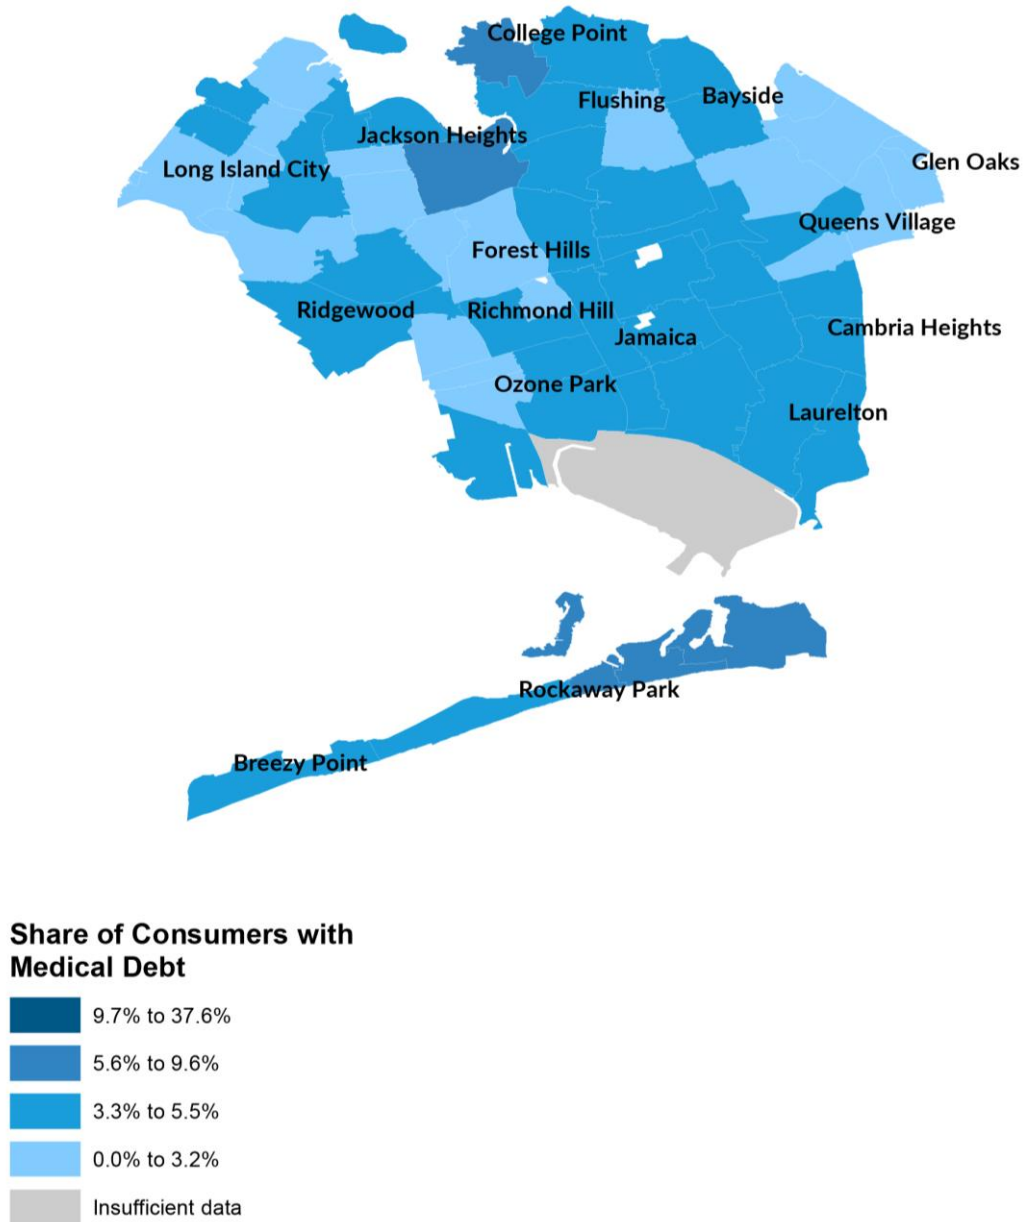 College Point
Flushing
Bayside
Jackson Heights
Long Island City
Glen Oaks
Queens Village
Forest Hills
Ridgewood
Richmond Hill
Jamaica
Cambria Heights
Ozone Park
Laurelton
Rockaway Park
Breezy Point
Share of Consumers with
Medical Debt
9.7% to 37.6%
5.6% to 9.6%
3.3% to 5.5%
0.0% to 3.2%
Insufficient data